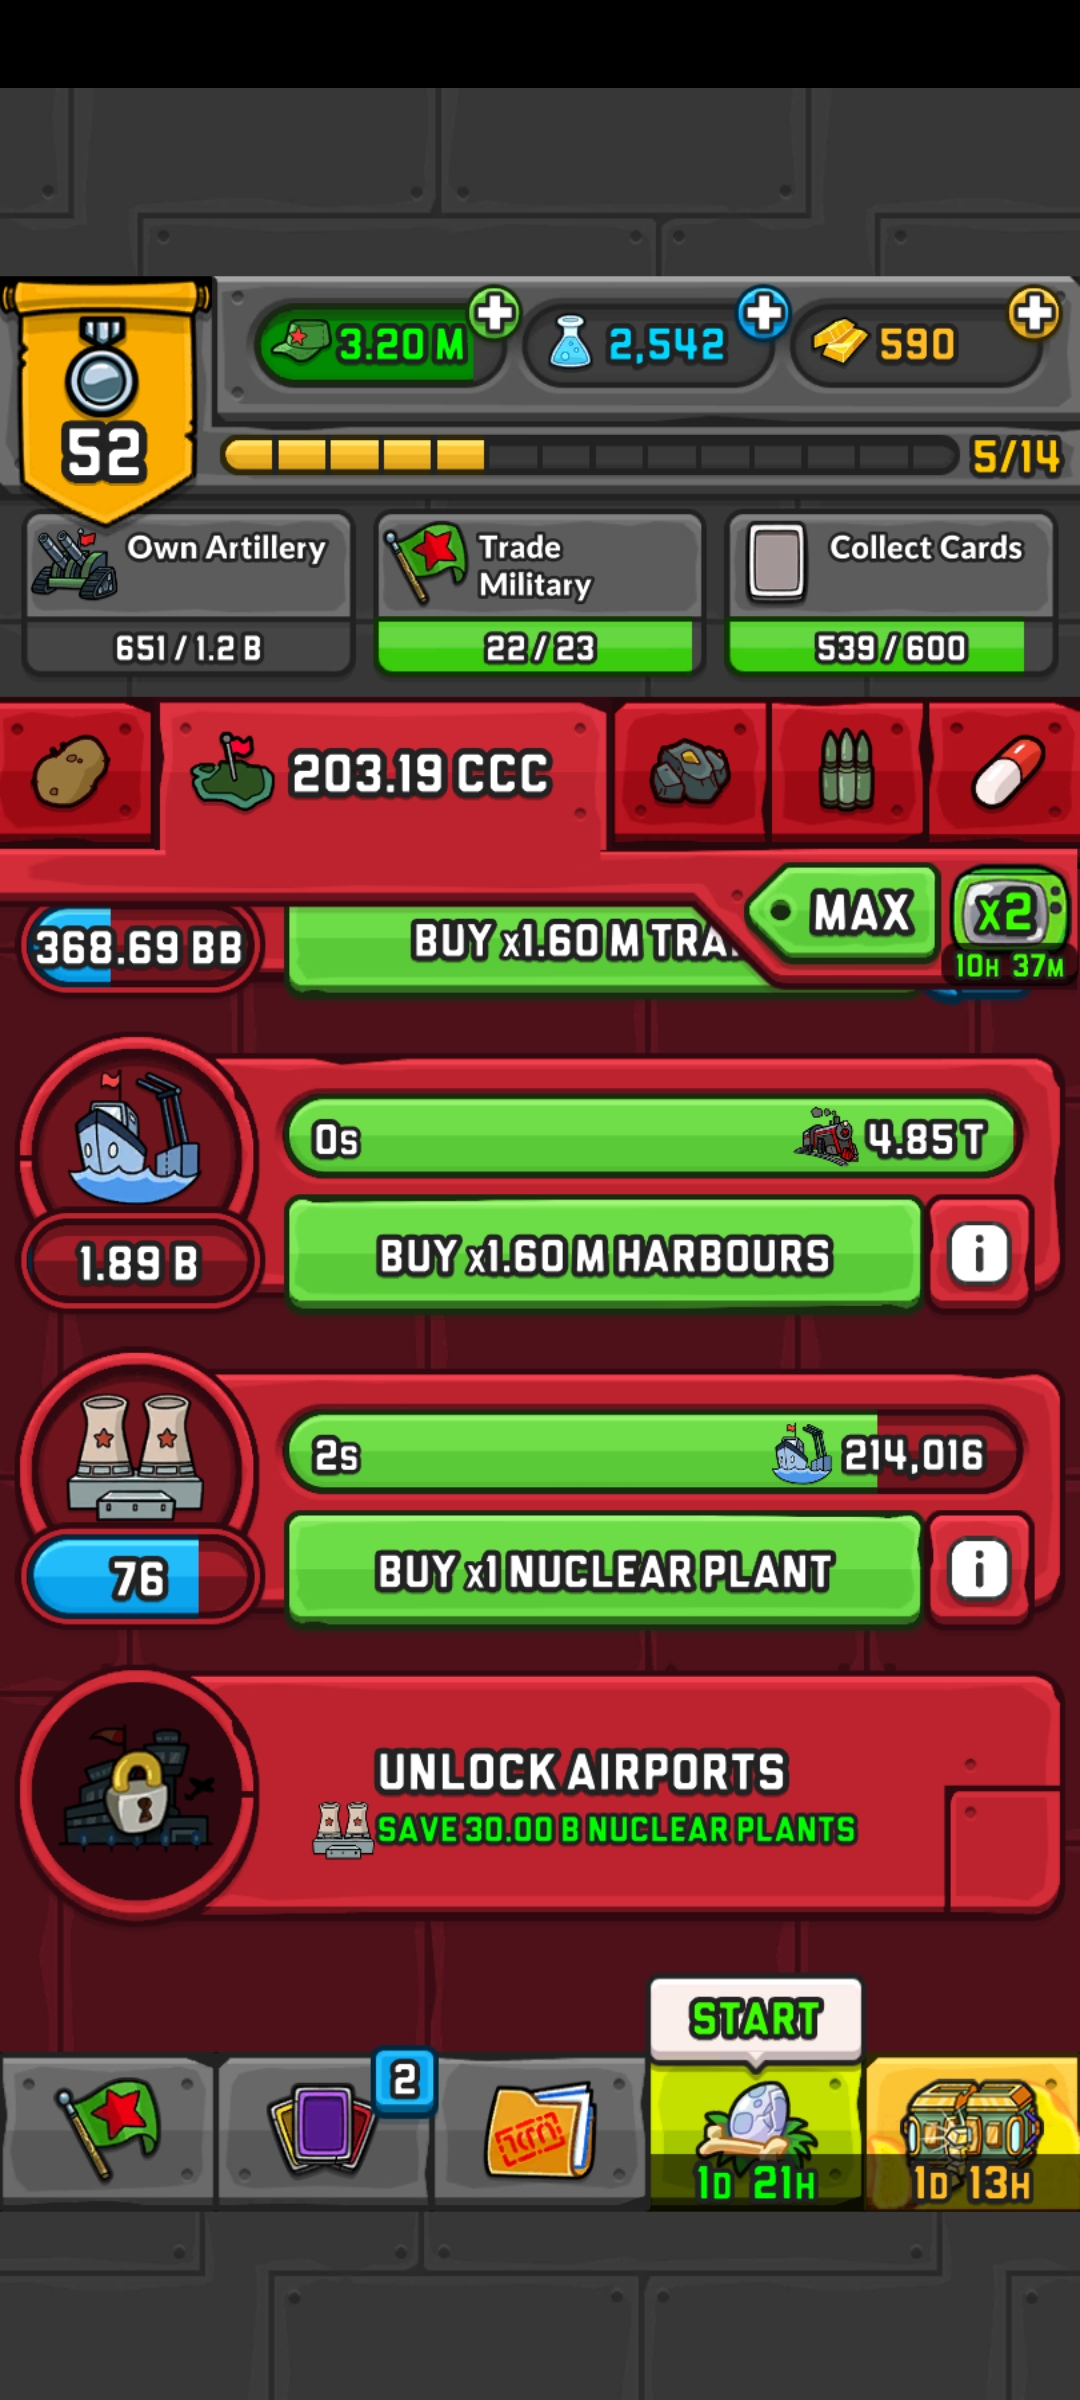 3.20 M
2,542
590
52
5/14
Own Artillery
651 / 1.2 B
Trade
Military
22 / 23
Collect Cards
539 / 600
203.19 CCC
MAX
x2
10H 37M
368.69 BB
BUY x1.60 M TRA
0s
4.85 T
1.89 B
BUY x1.60 M HARBOURS
i
2s
214,016
76
BUY x1 NUCLEAR PLANT
i
UNLOCK AIRPORTS
SAVE 30.00 B NUCLEAR PLANTS
START
2
1D 21H
1D 13H